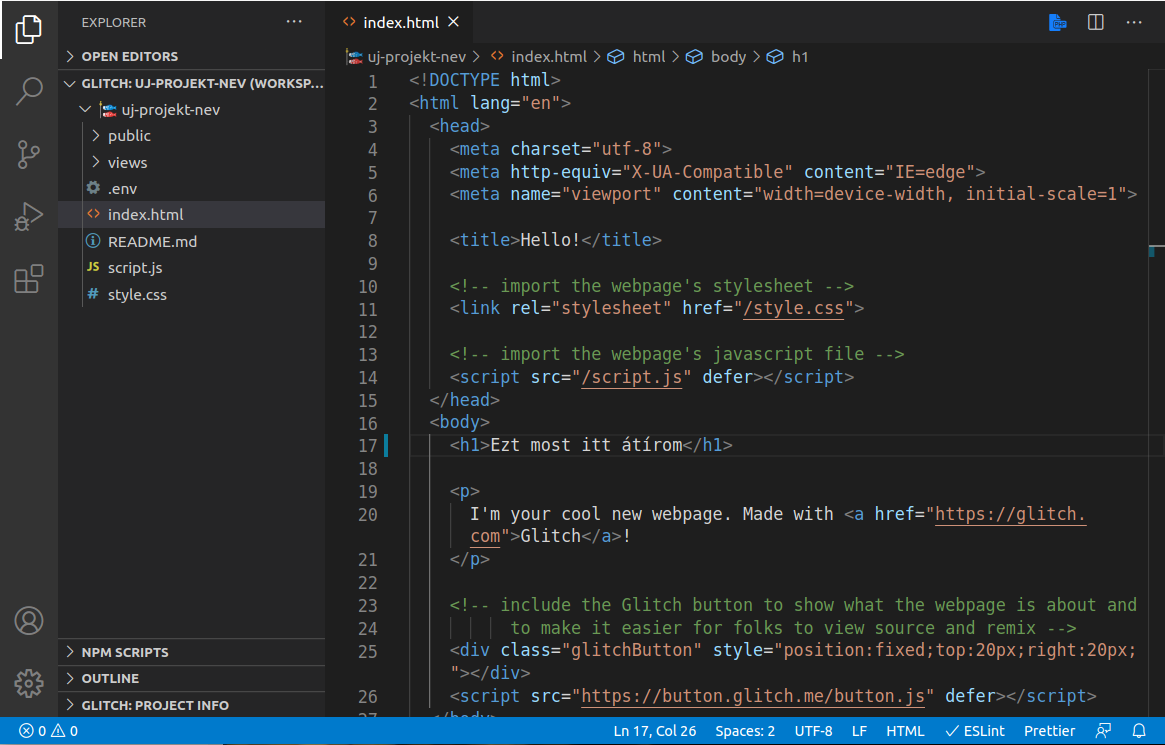 EXPLORER
OPEN EDITORS
GLITCH: UJ-PROJEKT-NEV (WORKSP...
uj-projekt-nev
public
views
.env
index.html
README.md
JS script.js
# style.css
NPM SCRIPTS
OUTLINE
GLITCH: PROJECT INFO
<> index.html
uj-projekt-nev > <> index.html > html > body > h1
1 <!DOCTYPE html>
2 <html lang="en">
3 <head>
4 <meta charset="utf-8">
5 <meta http-equiv="X-UA-Compatible" content="IE=edge">
6 <meta name="viewport" content="width=device-width, initial-scale=1">
7
8 <title>Hello!</title>
9
10 <!-- import the webpage's stylesheet -->
11 <link rel="stylesheet" href="/style.css">
12
13 <!-- import the webpage's javascript file -->
14 <script src="/script.js" defer></script>
15 </head>
16 <body>
17 <h1>Ezt most itt átírom</h1>
18
19 <p>
20 I'm your cool new webpage. Made with <a href="https://glitch.
com">Glitch</a>!
21 </p>
22
23 <!-- include the Glitch button to show what the webpage is about and
24 to make it easier for folks to view source and remix -->
25 <div class="glitchButton" style="position:fixed;top:20px;right:20px;
"></div>
26 <script src="https://button.glitch.me/button.js" defer></script>
27 </body>
0 0 Ln 17, Col 26 Spaces: 2 UTF-8 LF HTML ESLint Prettier